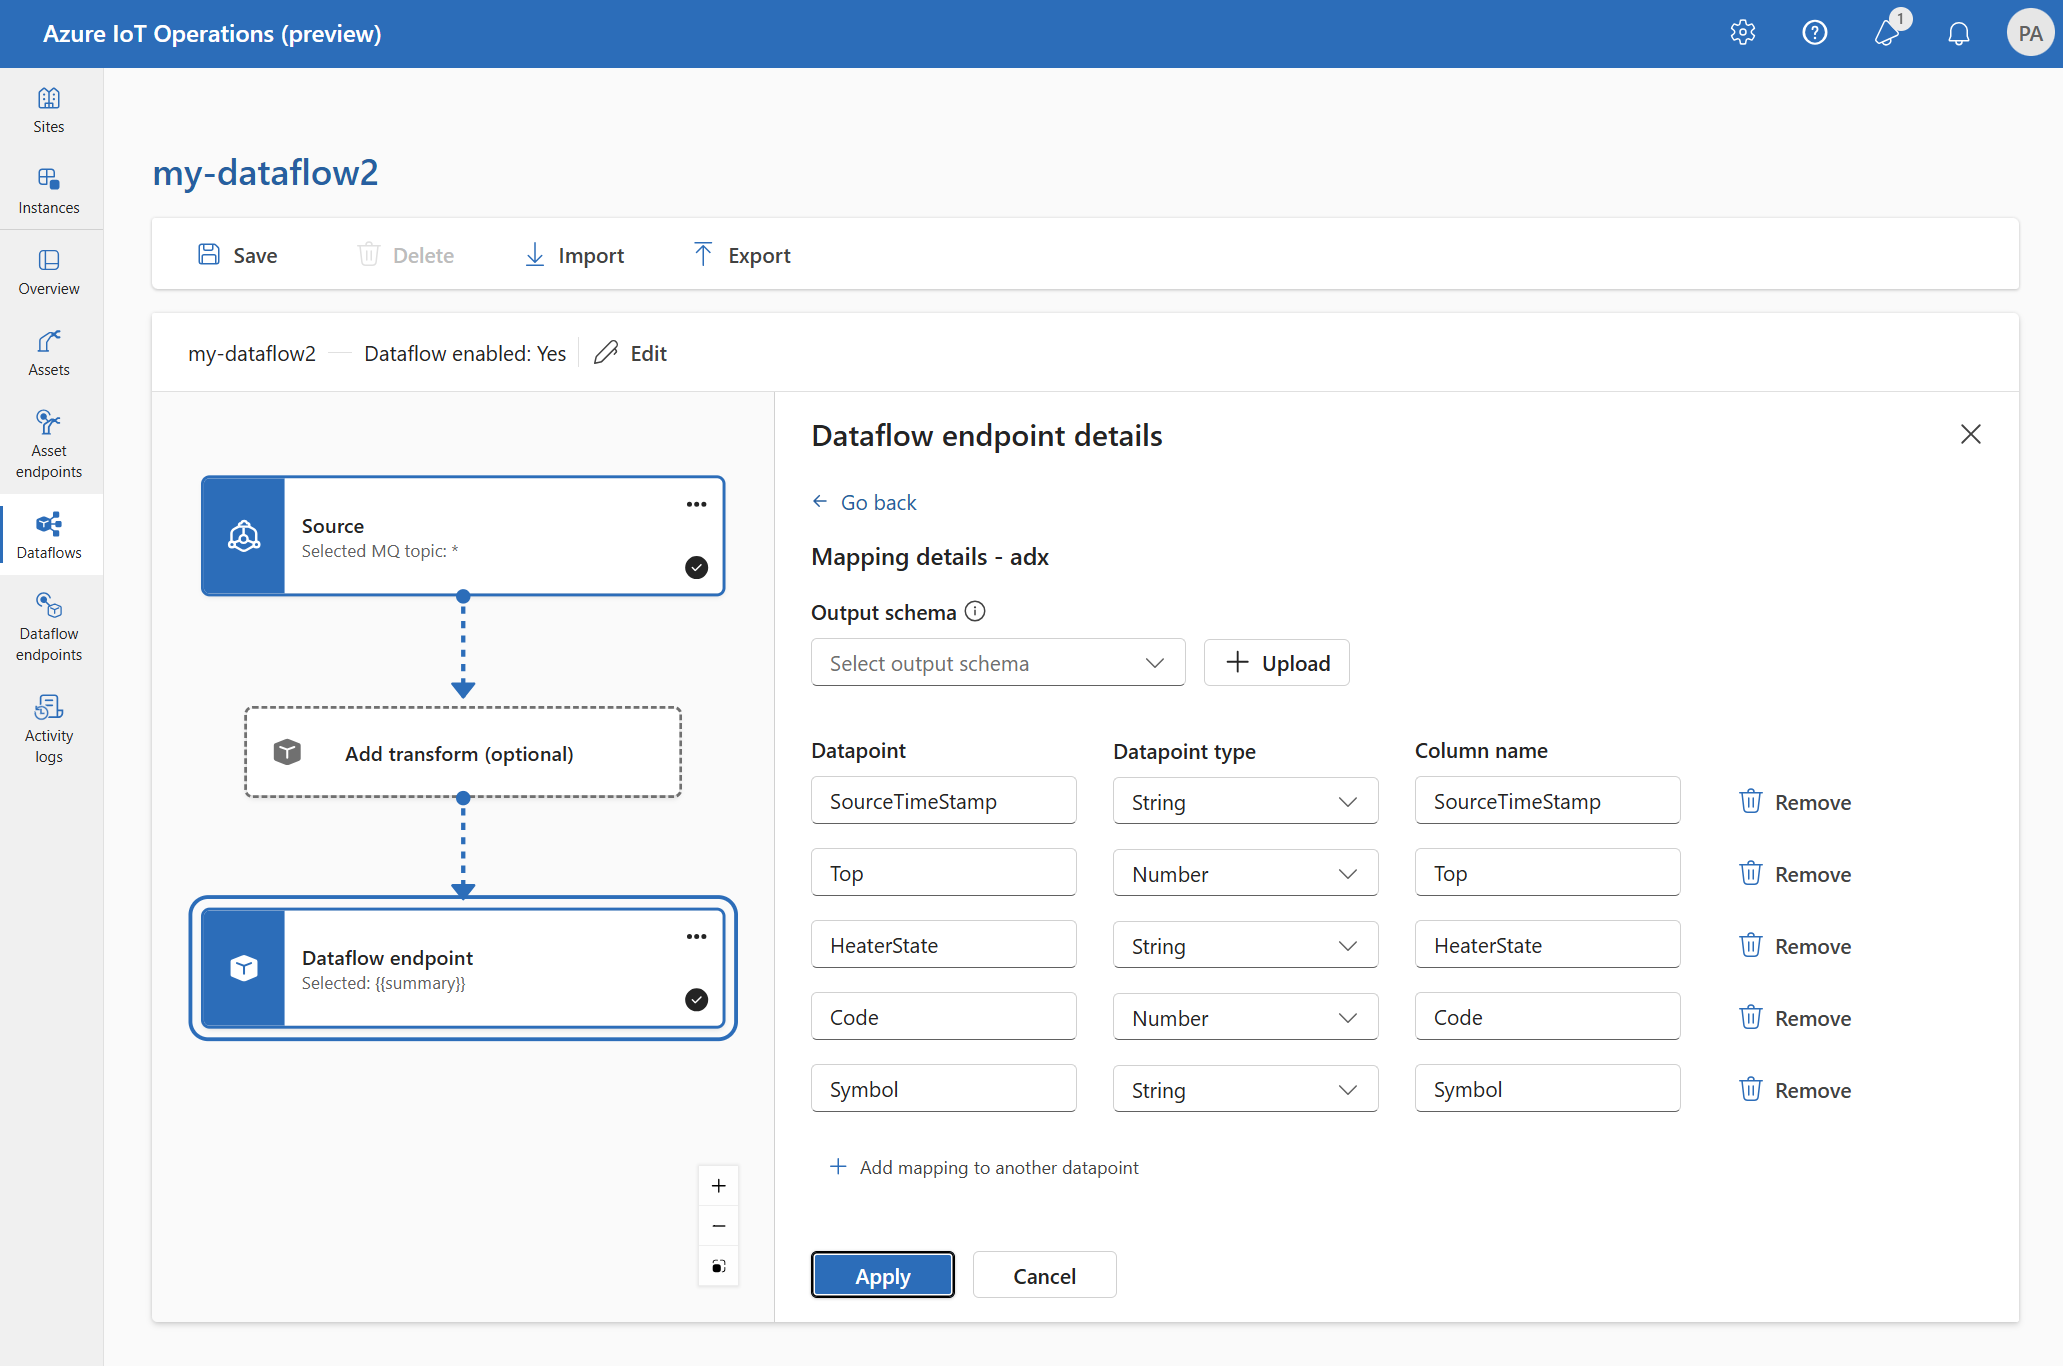 Azure IoT Operations (preview)
1
PA
Sites
Instances
Overview
Assets
Asset
endpoints
Dataflows
Dataflow
endpoints
Activity
logs
my-dataflow2
Save
Delete
Import
Export
my-dataflow2
Dataflow enabled: Yes
Edit
Source
Selected MQ topic: *
Add transform (optional)
Dataflow endpoint
Selected: {{summary}}
Dataflow endpoint details
Go back
Mapping details - adx
Output schema
Select output schema
Upload
Datapoint Datapoint type Column name
SourceTimeStamp String SourceTimeStamp Remove
Top Number Top Remove
HeaterState String HeaterState Remove
Code Number Code Remove
Symbol String Symbol Remove
Add mapping to another datapoint
Apply Cancel